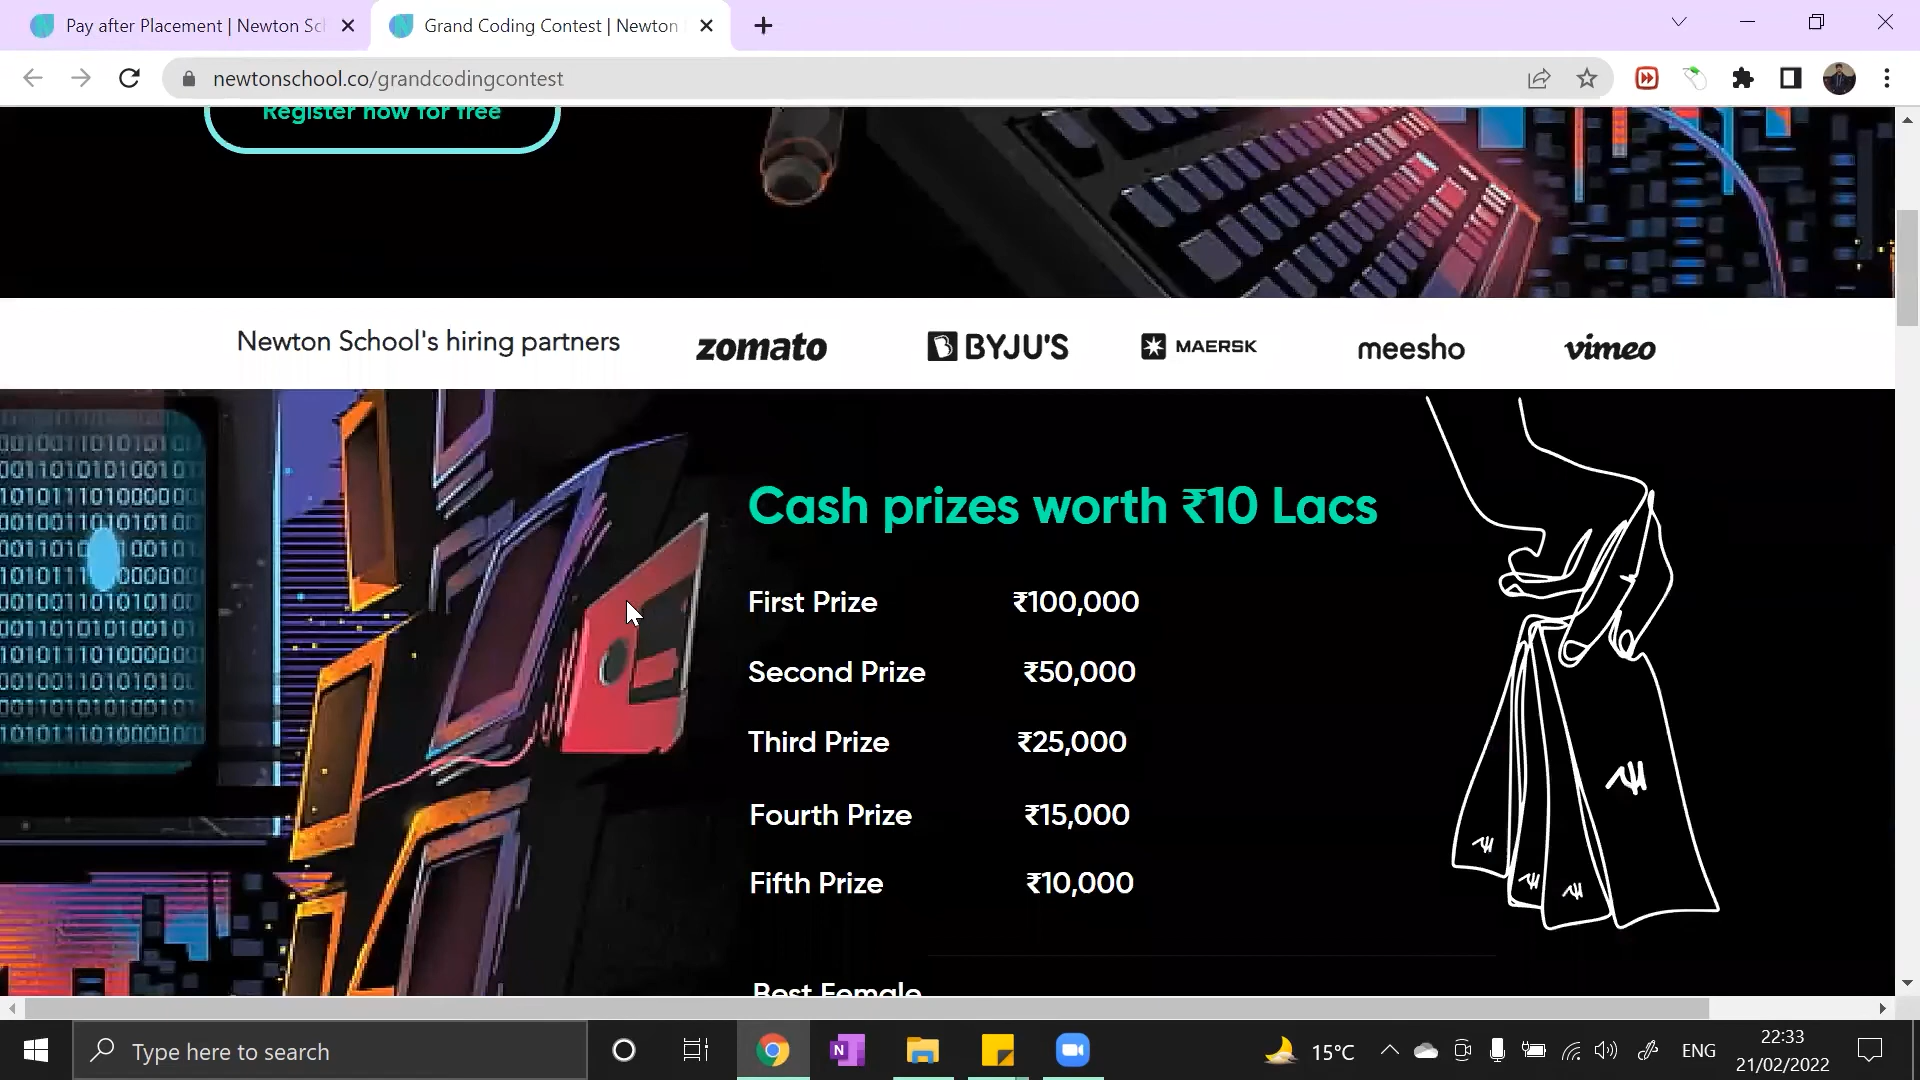 Pay after Placement | Newton Sc
Grand Coding Contest | Newton
newtonschool.co/grandcodingcontest
Register now for free
Newton School's hiring partners
zomato
BYJU'S
MAERSK
meesho
vimeo
Cash prizes worth ₹10 Lacs
First Prize ₹100,000
Second Prize ₹50,000
Third Prize ₹25,000
Fourth Prize ₹15,000
Fifth Prize ₹10,000
Best Female
Type here to search
15°C
ENG
22:33
21/02/2022